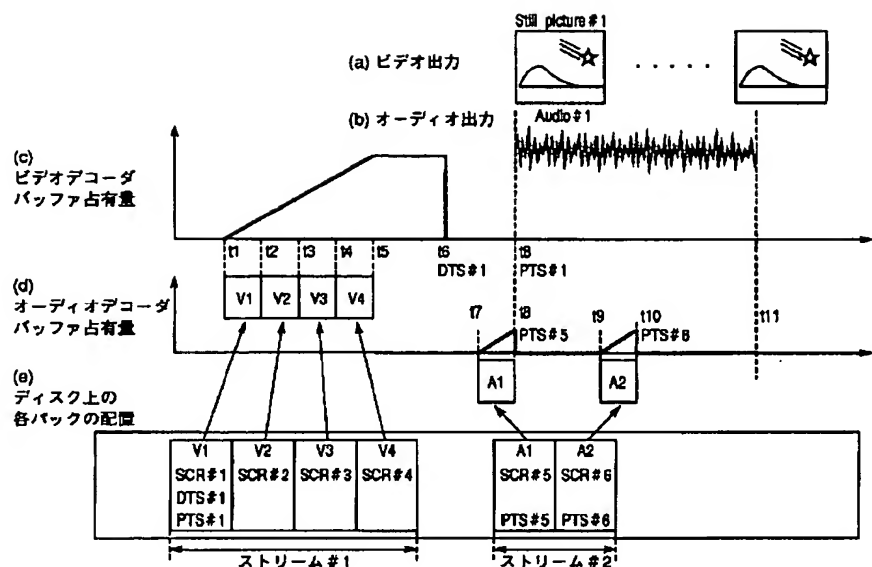 Still picture#1
(a) ビデオ出力
(b) オーディオ出力
Audio#1
(c)
ビデオデコーダ
バッファ占有量
t1 t2 t3 t4 t5 t6 t8
DTS#1 PTS#1
V1 V2 V3 V4
(d)
オーディオデコーダ
バッファ占有量
t7 t8 t9 t10 t11
PTS#5 PTS#6
A1 A2
(e)
ディスク上の
各パックの配置
V1 V2 V3 V4 A1 A2
SCR#1 SCR#2 SCR#3 SCR#4 SCR#5 SCR#6
DTS#1
PTS#1 PTS#5 PTS#6
ストリーム#1 ストリーム#2